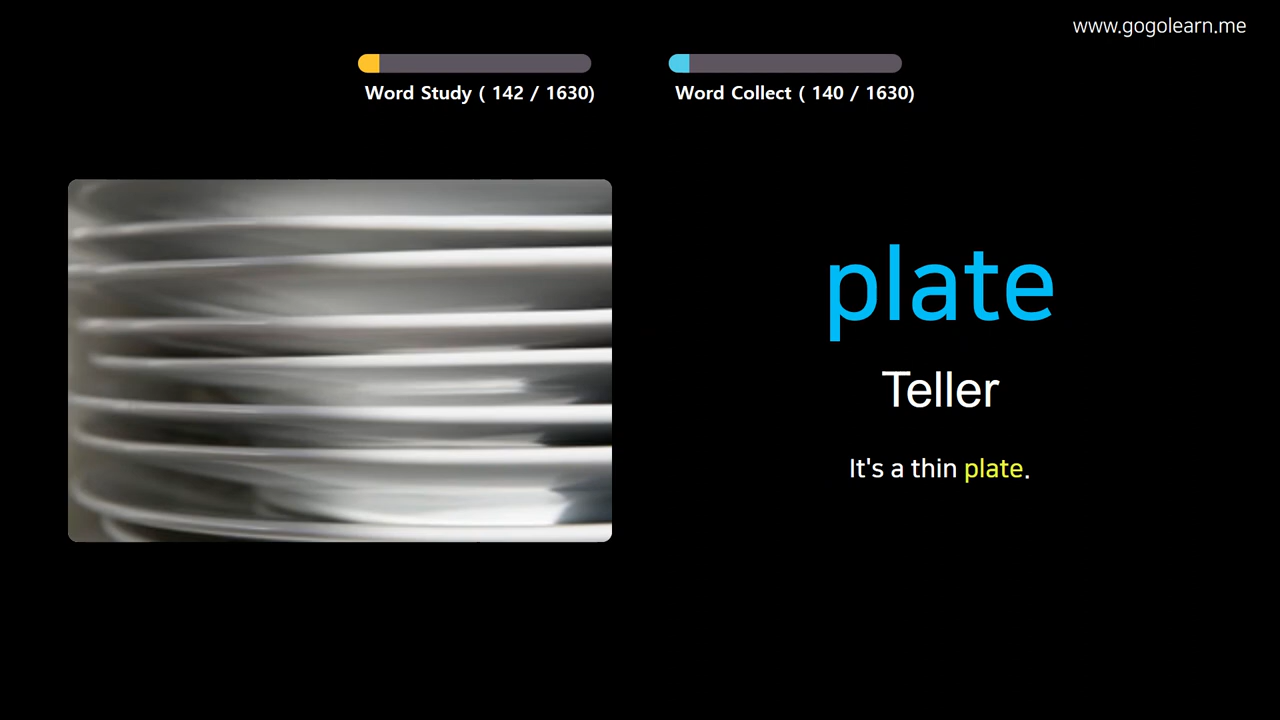 www.gogolearn.me
Word Study ( 142 / 1630)
Word Collect ( 140 / 1630)
plate
Teller
It's a thin plate.